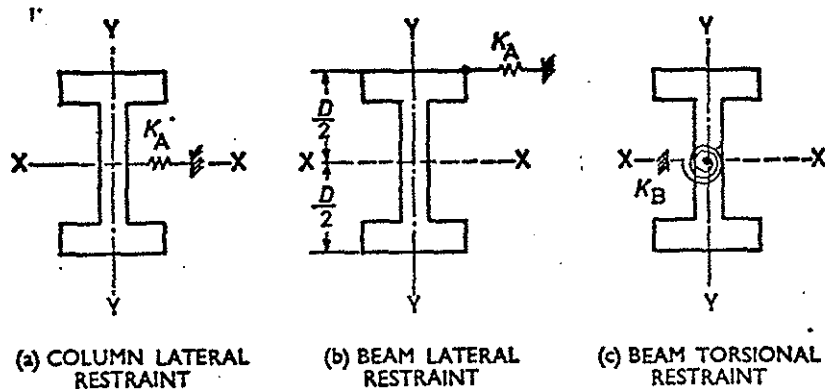 Y Y Y
K_A
D/2
X K_A X X X X X
D/2 K_B
Y Y Y
(a) COLUMN LATERAL RESTRAINT
(b) BEAM LATERAL RESTRAINT
(c) BEAM TORSIONAL RESTRAINT